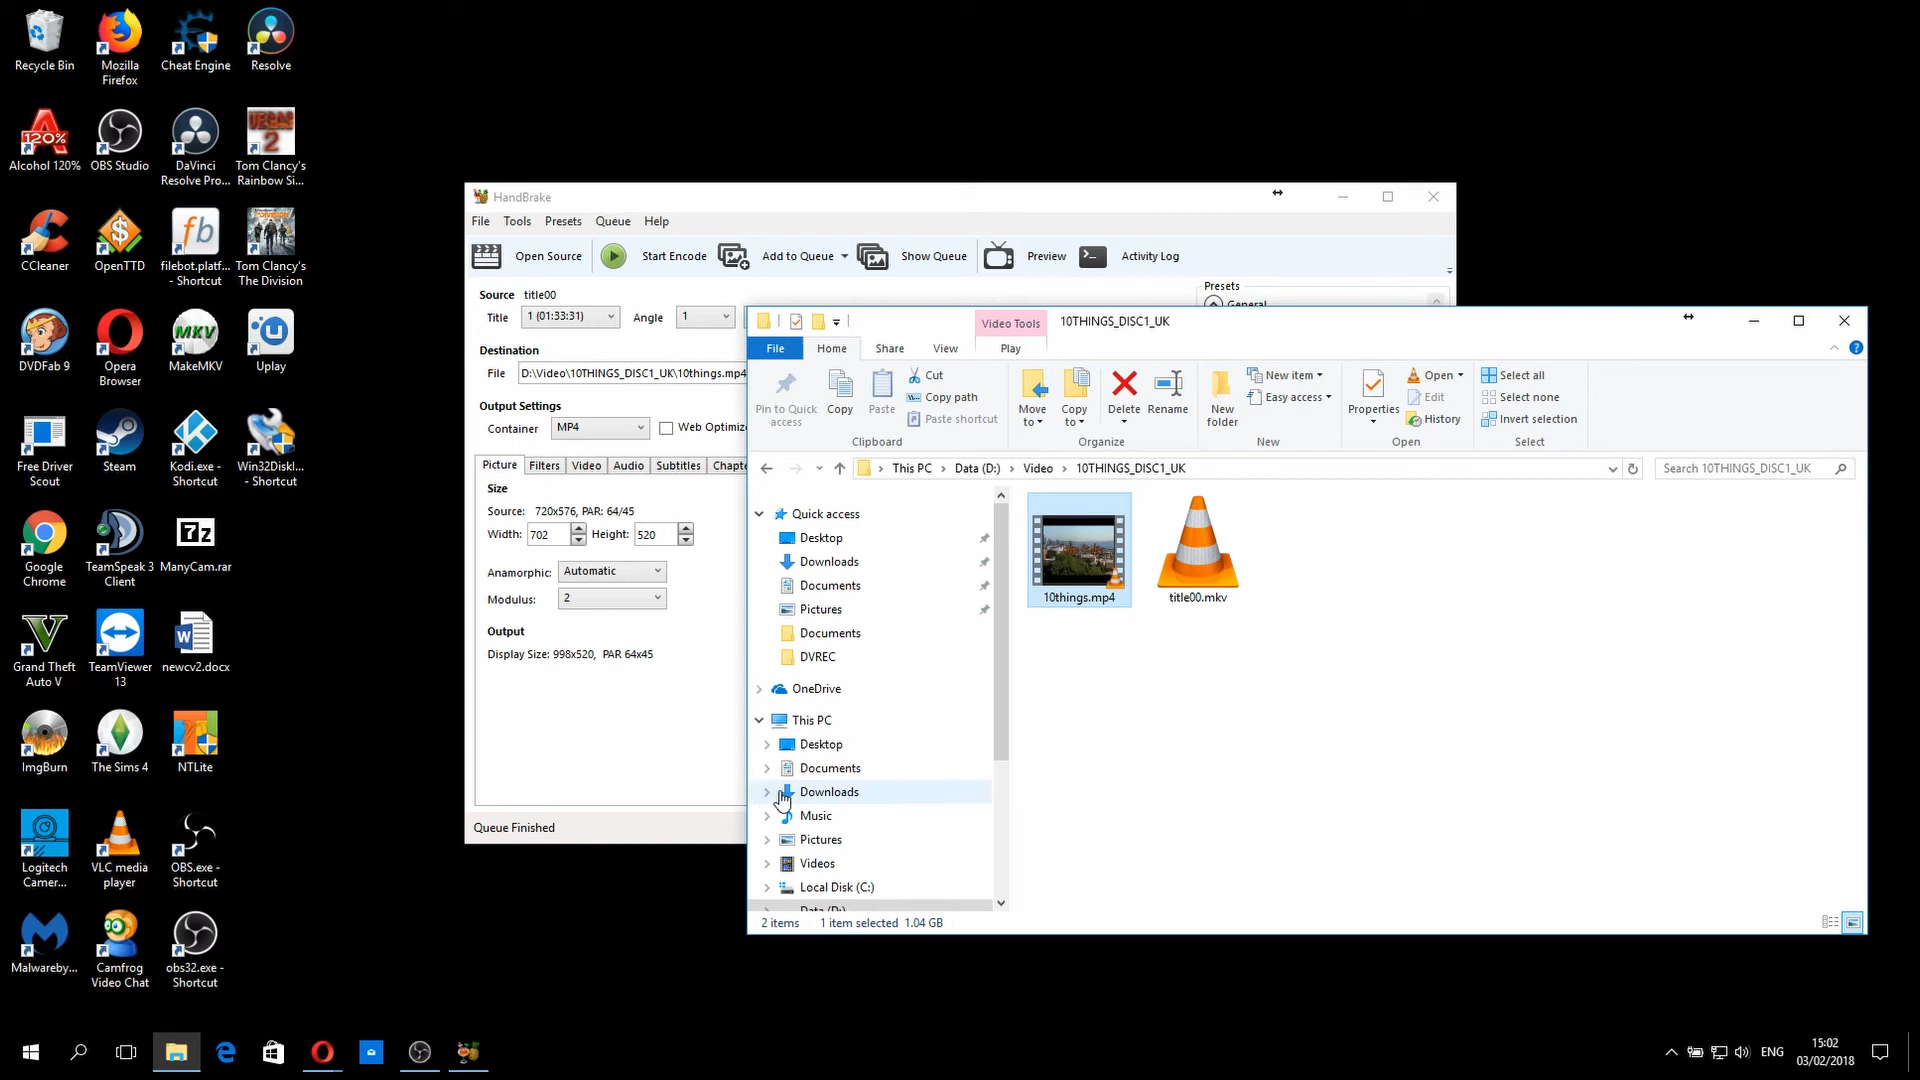 Recycle Bin
Mozilla
Firefox
Cheat Engine
Resolve
Alcohol 120%
OBS Studio
DaVinci
Resolve Pro...
Tom Clancy's
Rainbow Si...
CCleaner
OpenTTD
filebot.platf...
- Shortcut
Tom Clancy's
The Division
DVDFab 9
Opera
Browser
MakeMKV
Uplay
Free Driver
Scout
Steam
Kodi.exe -
Shortcut
Win32Diskl...
- Shortcut
Google
Chrome
TeamSpeak 3
Client
ManyCam.rar
Grand Theft
Auto V
TeamViewer
13
newcv2.docx
ImgBurn
The Sims 4
NTLite
Logitech
Camer...
VLC media
player
OBS.exe -
Shortcut
Malwareby...
Camfrog
Video Chat
obs32.exe -
Shortcut
HandBrake
File Tools Presets Queue Help
Open Source Start Encode Add to Queue Show Queue Preview Activity Log
Source title00
Presets
General
Title 1 (01:33:31) Angle 1
Destination
File D:\Video\10THINGS_DISC1_UK\10things.mp4
Output Settings
Container MP4 Web Optimiz
Picture Filters Video Audio Subtitles Chapte
Size
Source: 720x576, PAR: 64/45
Width: 702 Height: 520
Anamorphic: Automatic
Modulus: 2
Output
Display Size: 998x520, PAR 64x45
Queue Finished
Video Tools 10THINGS_DISC1_UK
File Home Share View Play
Pin to Quick
access
Copy
Paste
Cut
Copy path
Paste shortcut
Clipboard
Move
to
Copy
to
Delete
Rename
Organize
New
folder
New item
Easy access
New
Properties
Open
Edit
History
Open
Select all
Select none
Invert selection
Select
This PC Data (D:) Video 10THINGS_DISC1_UK
Search 10THINGS_DISC1_UK
Quick access
Desktop
Downloads
Documents
Pictures
Documents
DVREC
OneDrive
This PC
Desktop
Documents
Downloads
Music
Pictures
Videos
Local Disk (C:)
Data (D:)
10things.mp4
title00.mkv
2 items 1 item selected 1.04 GB
ENG
15:02
03/02/2018